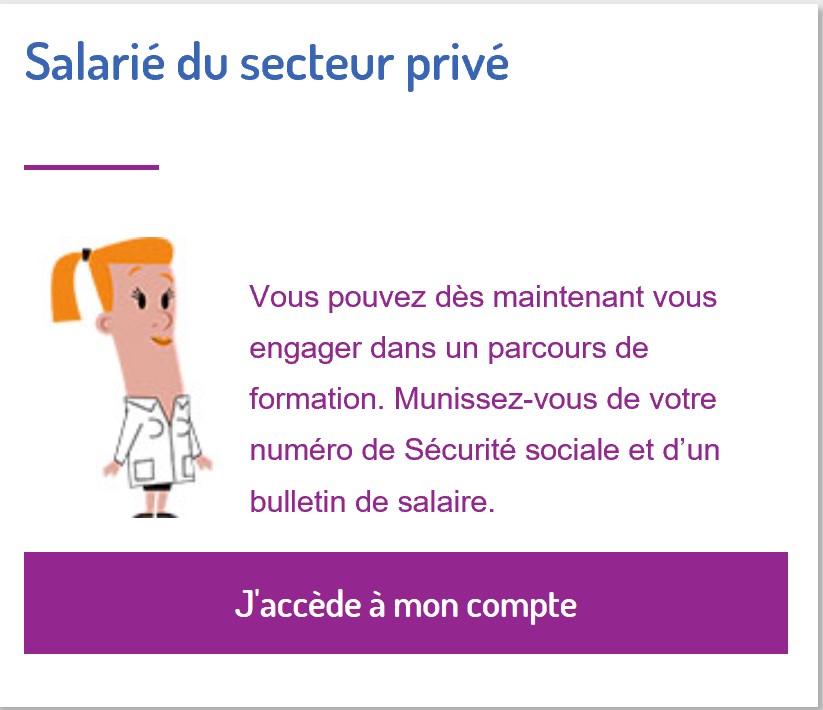 Salarié du secteur privé
Vous pouvez dès maintenant vous
engager dans un parcours de
formation. Munissez-vous de votre
numéro de Sécurité sociale et d’un
bulletin de salaire.
J'accède à mon compte